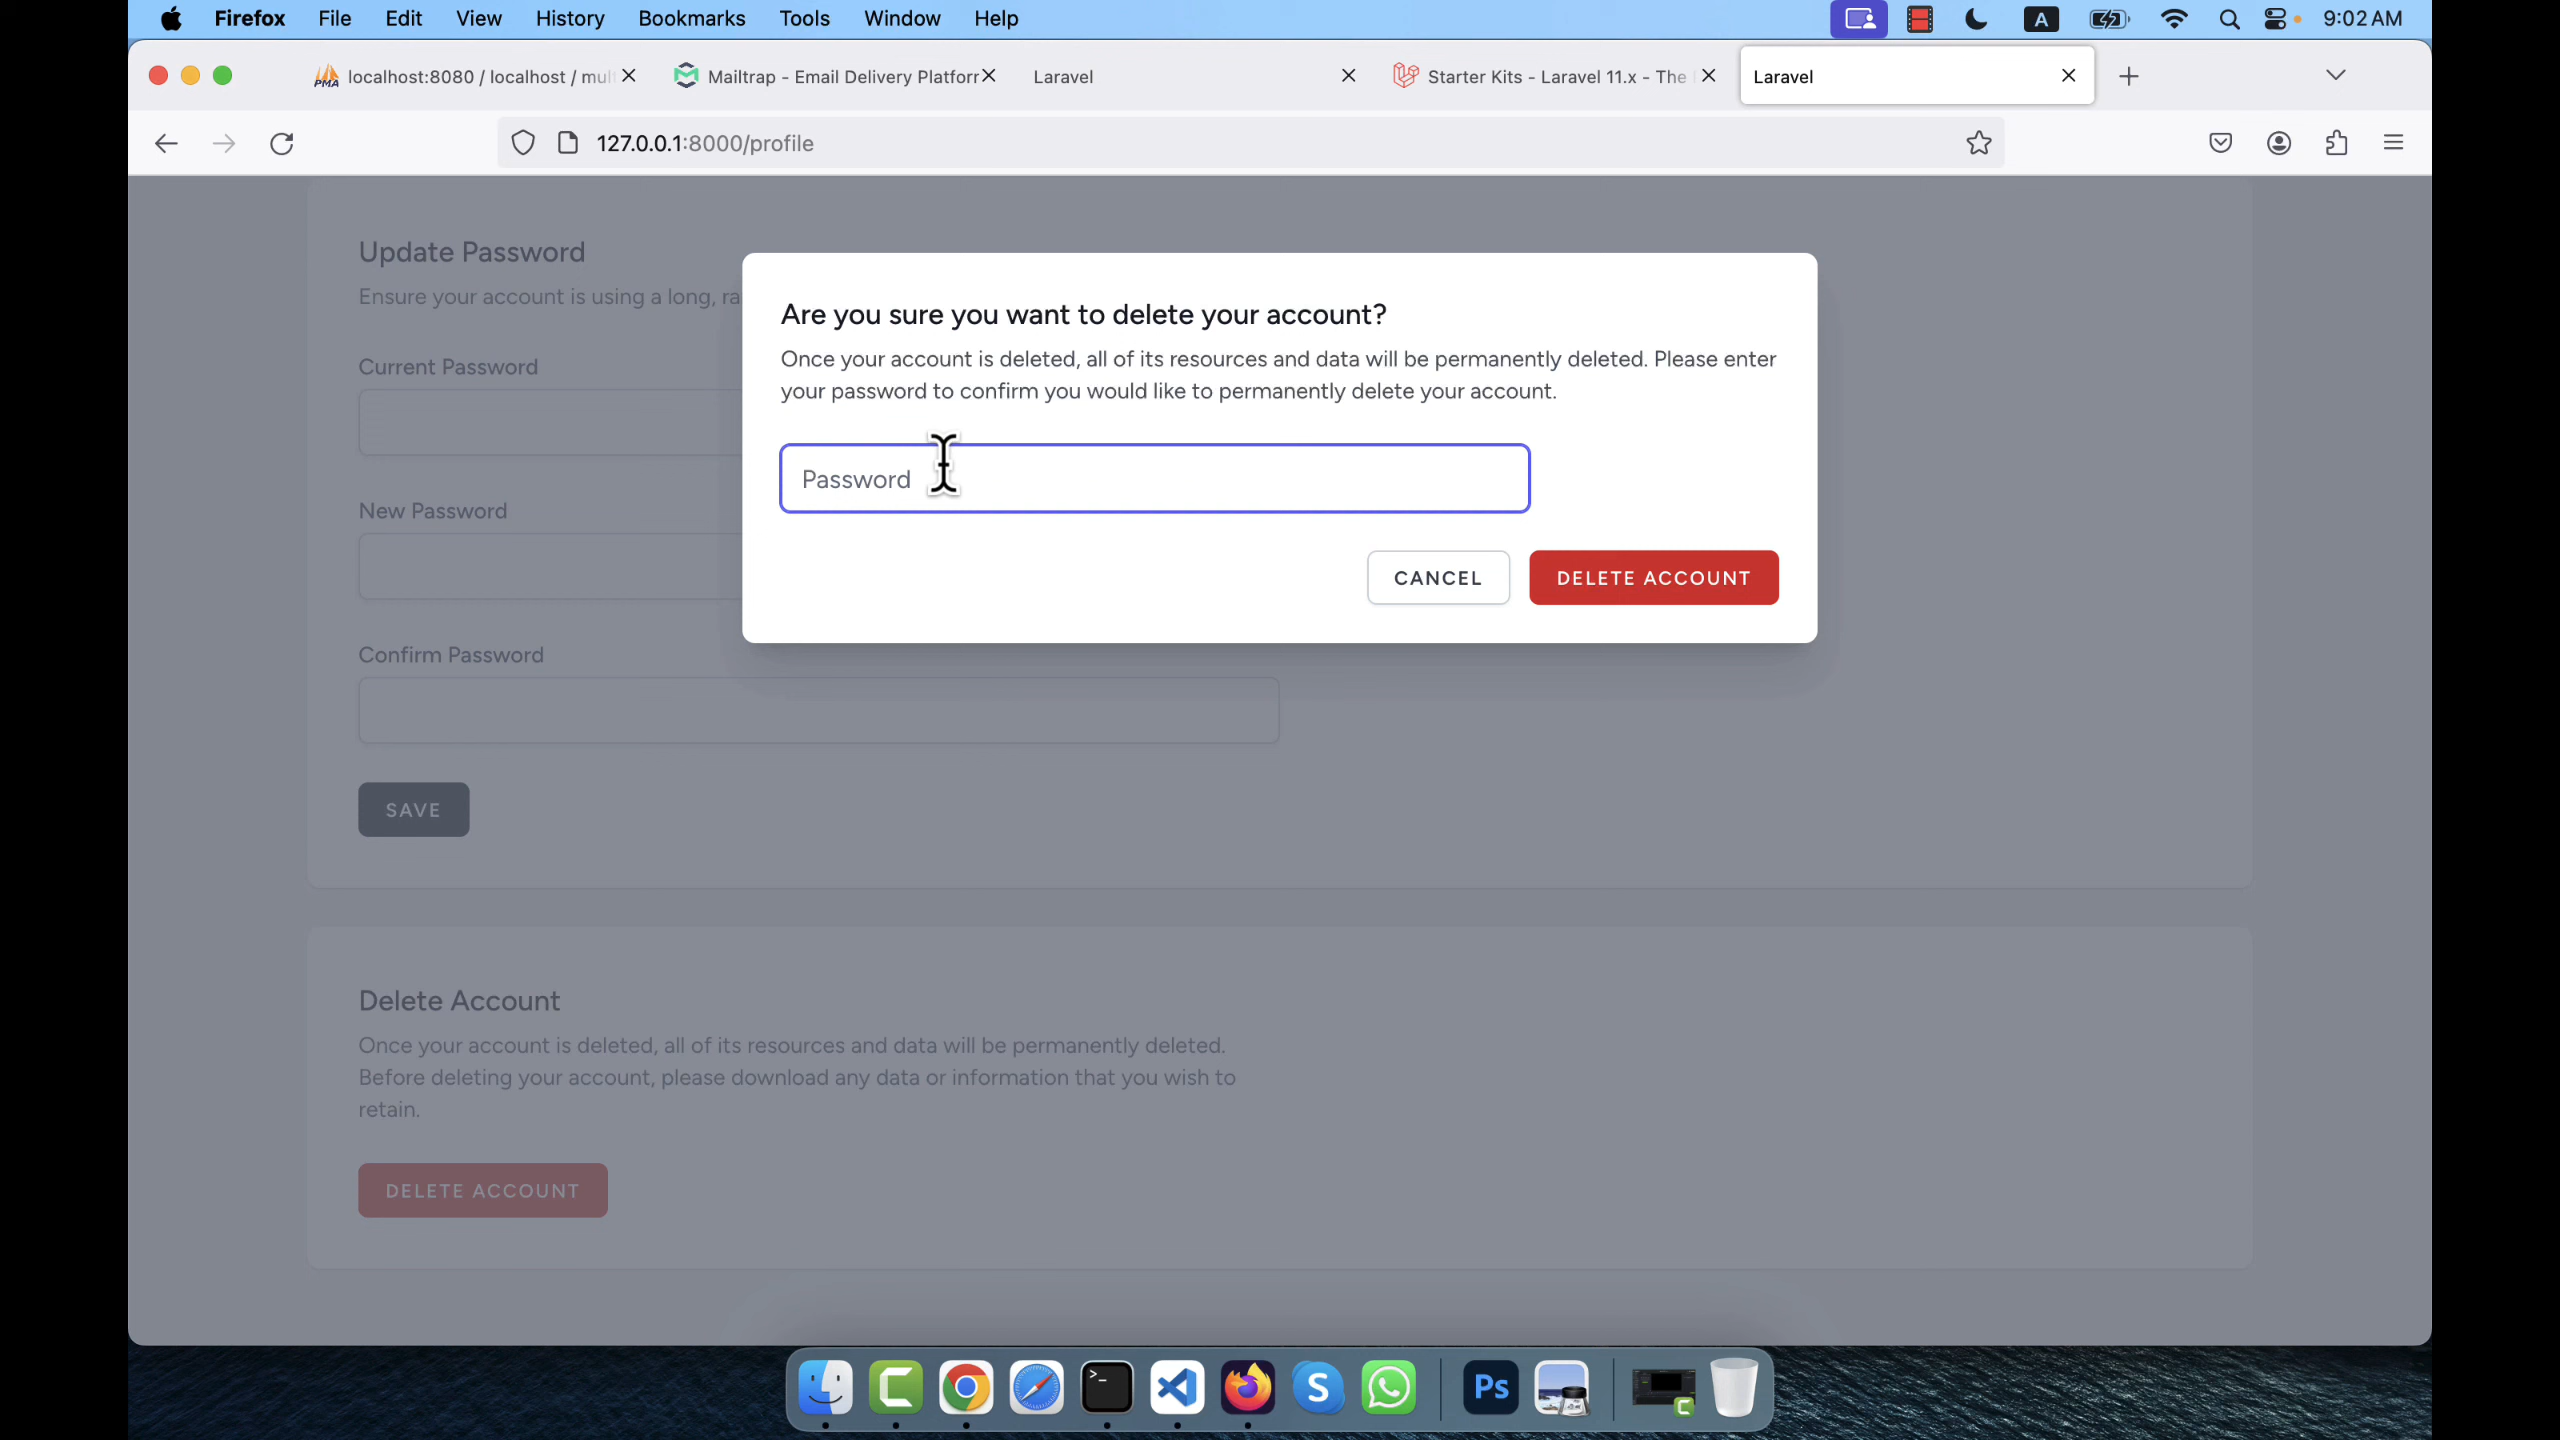 Firefox File Edit View History Bookmarks Tools Window Help A 9:02 AM
PMA localhost:8080 / localhost / mul Mailtrap - Email Delivery Platforr Laravel Starter Kits - Laravel 11.x - The Laravel
127.0.0.1:8000/profile
Update Password
Ensure your account is using a long, ra
Current Password
New Password
Confirm Password
SAVE
Are you sure you want to delete your account?
Once your account is deleted, all of its resources and data will be permanently deleted. Please enter
your password to confirm you would like to permanently delete your account.
Password
CANCEL DELETE ACCOUNT
Delete Account
Once your account is deleted, all of its resources and data will be permanently deleted.
Before deleting your account, please download any data or information that you wish to
retain.
DELETE ACCOUNT
Ps